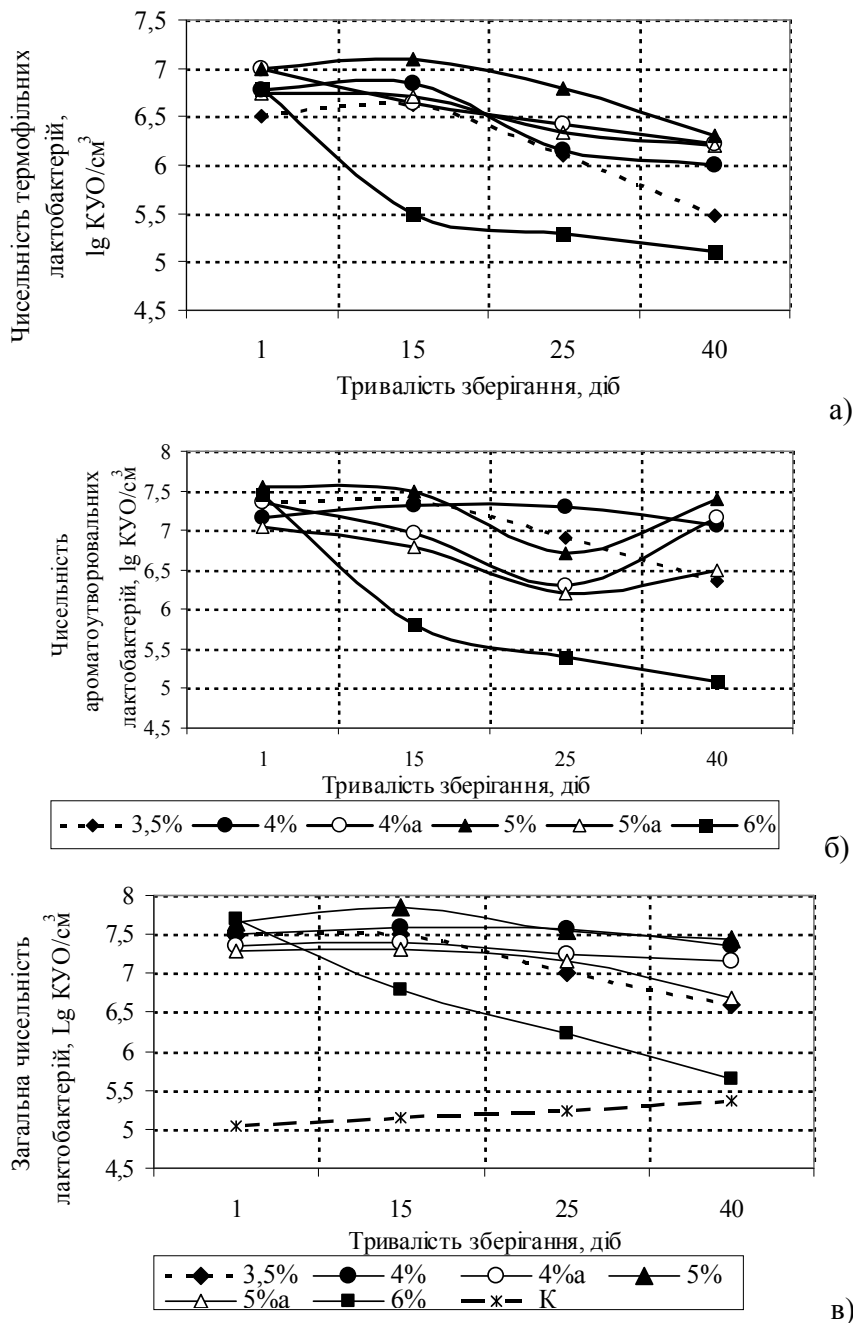 Чисельність термофільних
лактобактерій,
lg КУО/см3
7,5
7
6,5
6
5,5
5
4,5
1 15 25 40
Тривалість зберігання, діб
а)
Чисельність
ароматоутворювальних
лактобактерій, lg КУО/см3
8
7,5
7
6,5
6
5,5
5
4,5
1 15 25 40
Тривалість зберігання, діб
3,5% 4% 4%а 5% 5%а 6%
б)
Загальна чисельність
лактобактерій, Lg КУО/см3
8
7,5
7
6,5
6
5,5
5
4,5
1 15 25 40
Тривалість зберігання, діб
3,5% 4% 4%а 5%
5%а 6% К
в)